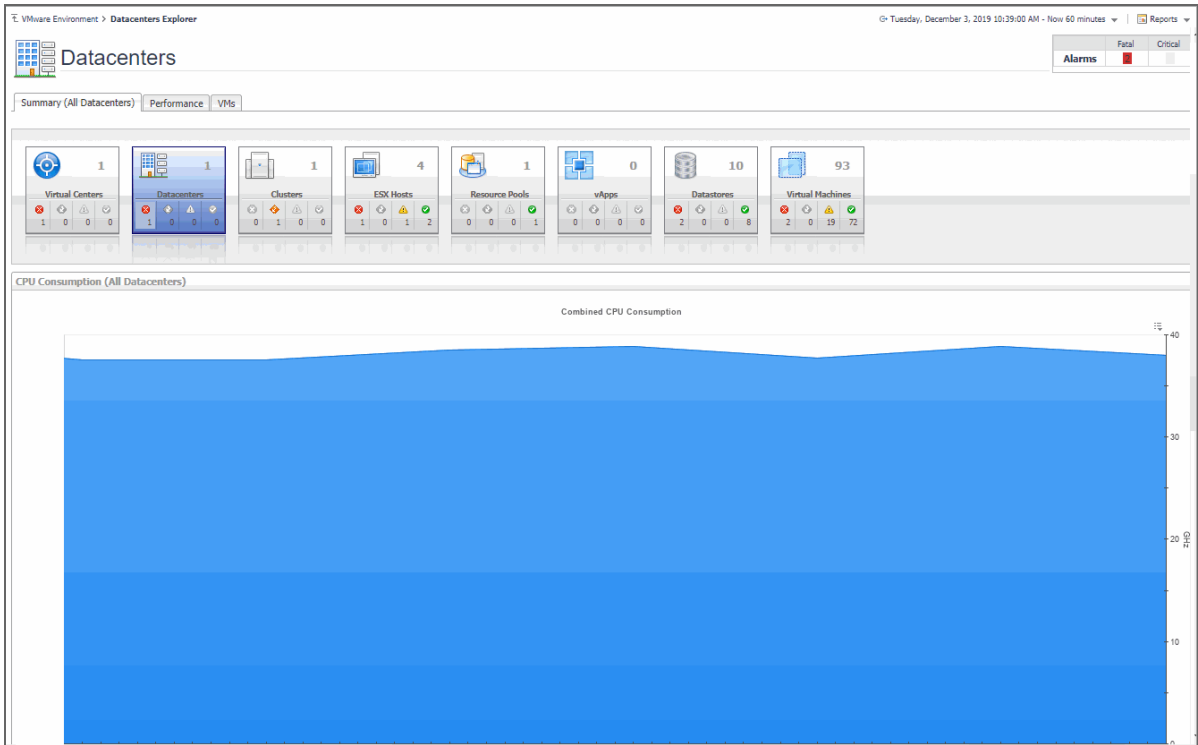 VMware Environment > Datacenters Explorer
Tuesday, December 3, 2019 10:39:00 AM - Now 60 minutes
Reports
Datacenters
Fatal Critical
Alarms 2
Summary (All Datacenters) Performance VMs
1 1 1 4 1 0 10 93
Virtual Centers Datacenters Clusters ESX Hosts Resource Pools vApps Datastores Virtual Machines
1 0 0 0 1 0 0 0 0 1 0 0 1 0 1 2 0 0 0 1 0 0 0 0 2 0 0 8 2 0 19 72
CPU Consumption (All Datacenters)
Combined CPU Consumption
40
30
20
GHz
10
0